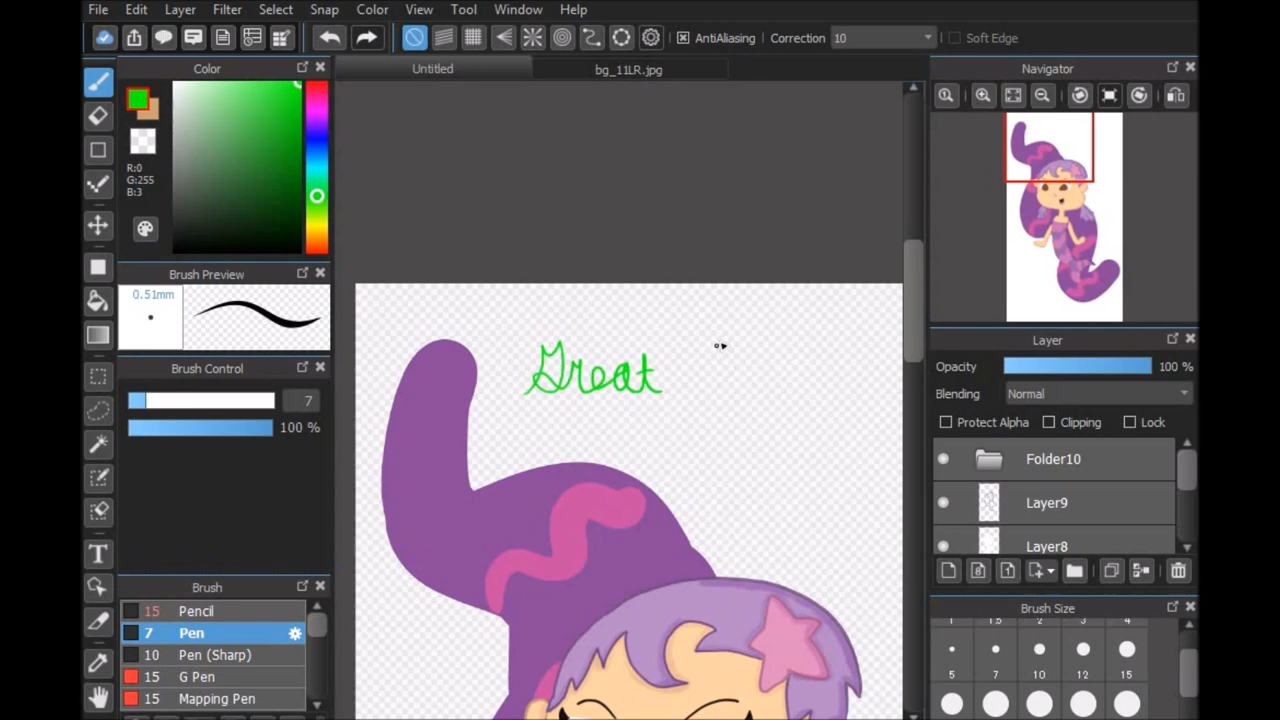 File Edit Layer Filter Select Snap Color View Tool Window Help
AntiAliasing Correction 10 Soft Edge
Color
R:0
G:255
B:3
Brush Preview
0.51mm
Brush Control
7
100 %
Brush
15 Pencil
7 Pen
10 Pen (Sharp)
15 G Pen
15 Mapping Pen
Untitled bg_11LR.jpg
Great
Navigator
Layer
Opacity 100 %
Blending Normal
Protect Alpha Clipping Lock
Folder10
Layer9
Layer8
Brush Size
1 1.5 2 3 4
5 7 10 12 15